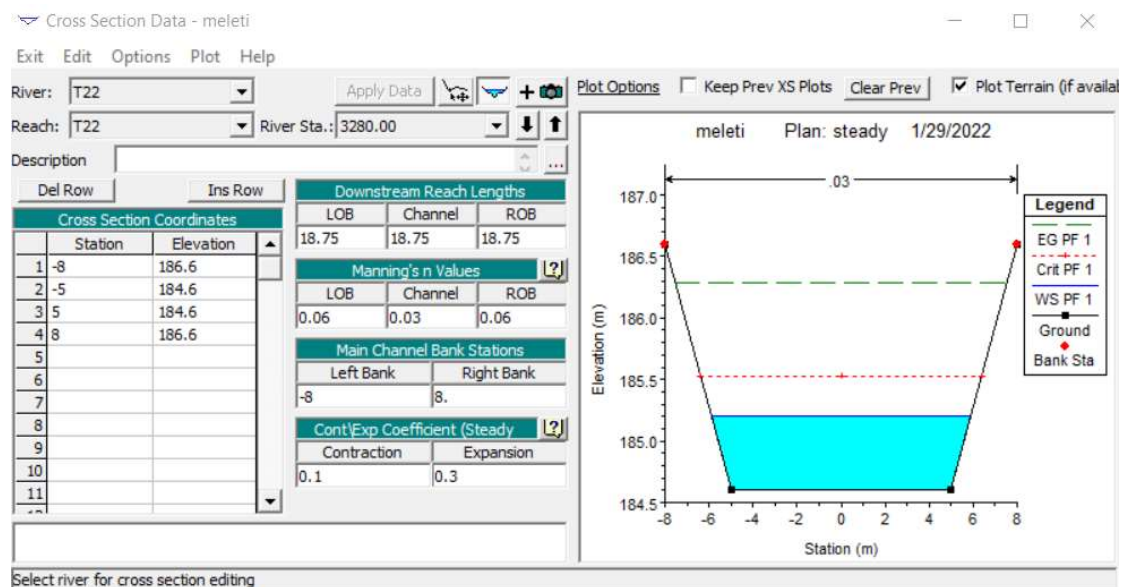 Cross Section Data - meleti
Exit Edit Options Plot Help
River: T22 Apply Data + Plot Options Keep Prev XS Plots Clear Prev Plot Terrain (if availal
Reach: T22 River Sta.: 3280.00
Description ...
Del Row Ins Row
Cross Section Coordinates
Station Elevation
1 -8 186.6
2 -5 184.6
3 5 184.6
4 8 186.6
5
6
7
8
9
10
11
Downstream Reach Lengths
LOB Channel ROB
18.75 18.75 18.75
Manning's n Values ?
LOB Channel ROB
0.06 0.03 0.06
Main Channel Bank Stations
Left Bank Right Bank
-8 8.
Cont\Exp Coefficient (Steady ?
Contraction Expansion
0.1 0.3
meleti Plan: steady 1/29/2022
.03
187.0
186.5
186.0
185.5
185.0
184.5
Elevation (m)
-8 -6 -4 -2 0 2 4 6 8
Station (m)
Legend
EG PF 1
Crit PF 1
WS PF 1
Ground
Bank Sta
Select river for cross section editing